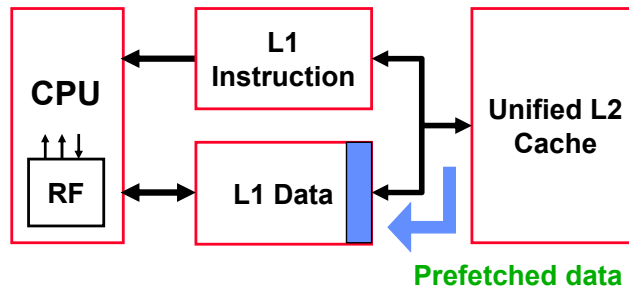 CPU
RF
L1
Instruction
L1 Data
Unified L2
Cache
Prefetched data